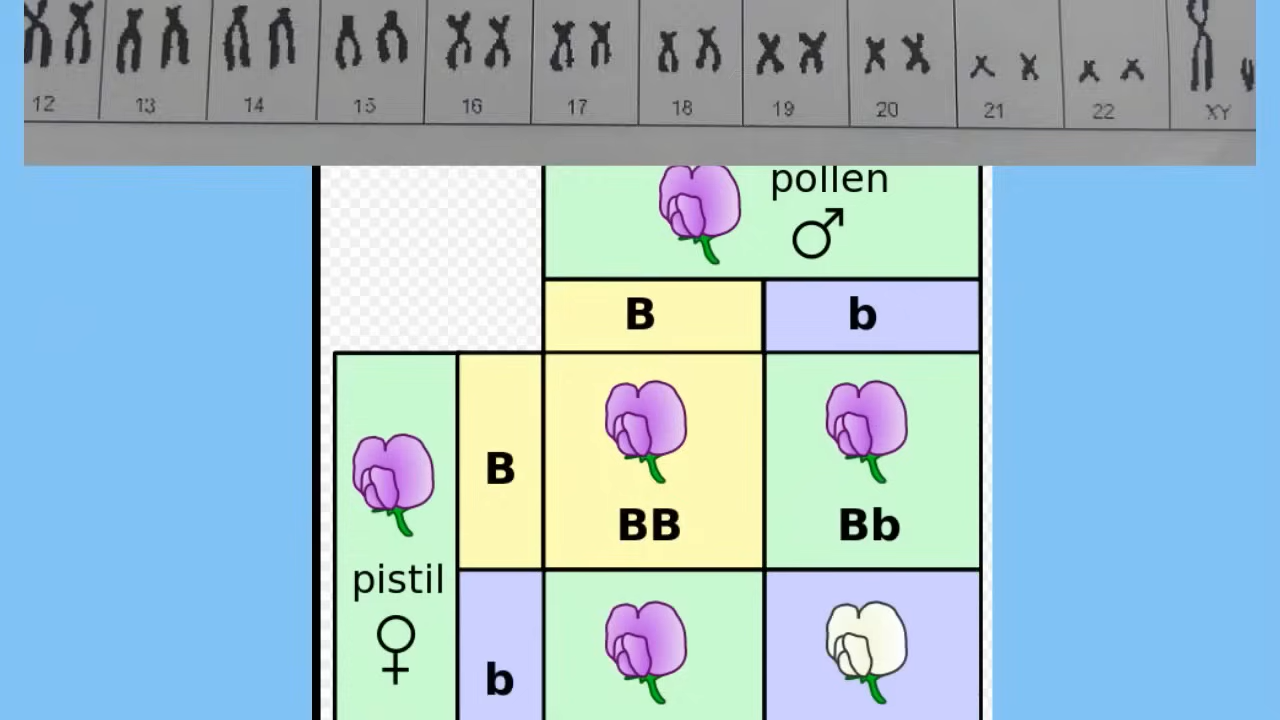 12 13 14 15 16 17 18 19 20 21 22 XY
pollen
♂
B b
B
BB Bb
pistil
♀
b